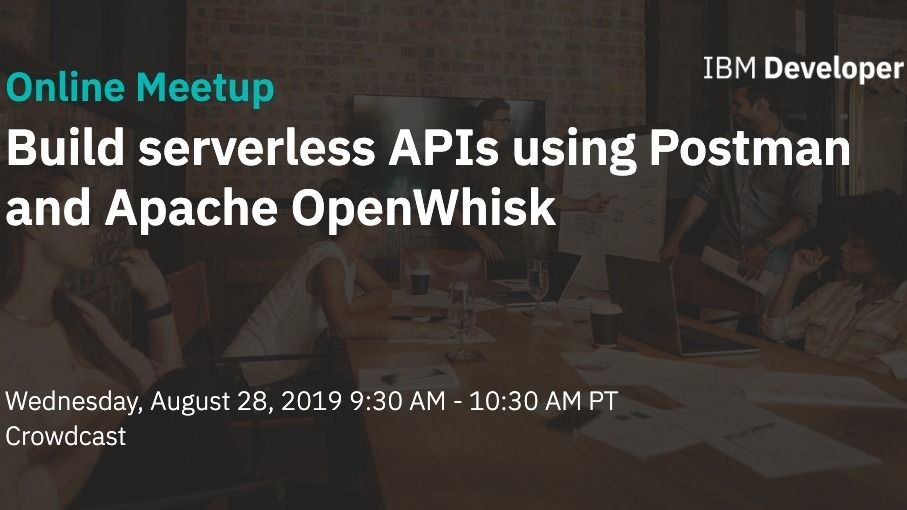 IBM Developer
Online Meetup
Build serverless APIs using Postman
and Apache OpenWhisk
Wednesday, August 28, 2019 9:30 AM - 10:30 AM PT
Crowdcast